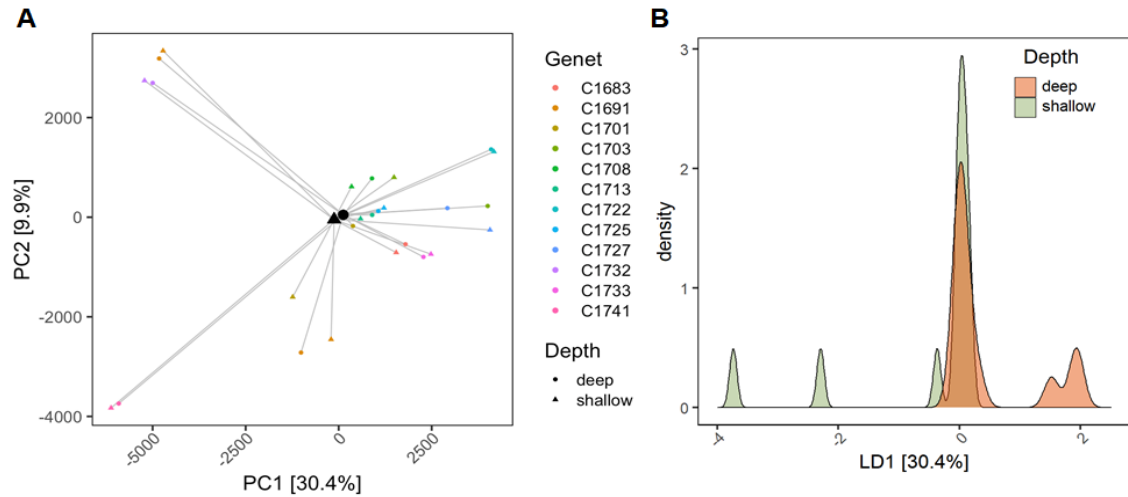 A
PC2 [9.9%]
2000
0
-2000
-4000
-5000
-2500
0
2500
PC1 [30.4%]
Genet
C1683
C1691
C1701
C1703
C1708
C1713
C1722
C1725
C1727
C1732
C1733
C1741
Depth
deep
shallow
B
density
3
2
1
0
-4
-2
0
2
LD1 [30.4%]
Depth
deep
shallow